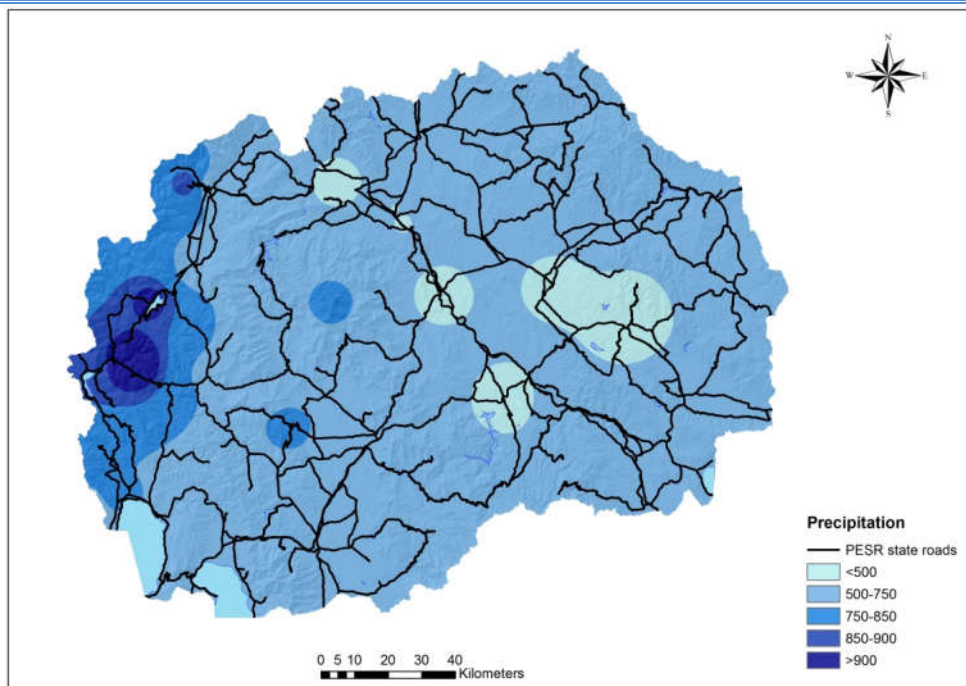 N
W E
S
Precipitation
PESR state roads
<500
500-750
750-850
850-900
>900
0 5 10 20 30 40
Kilometers